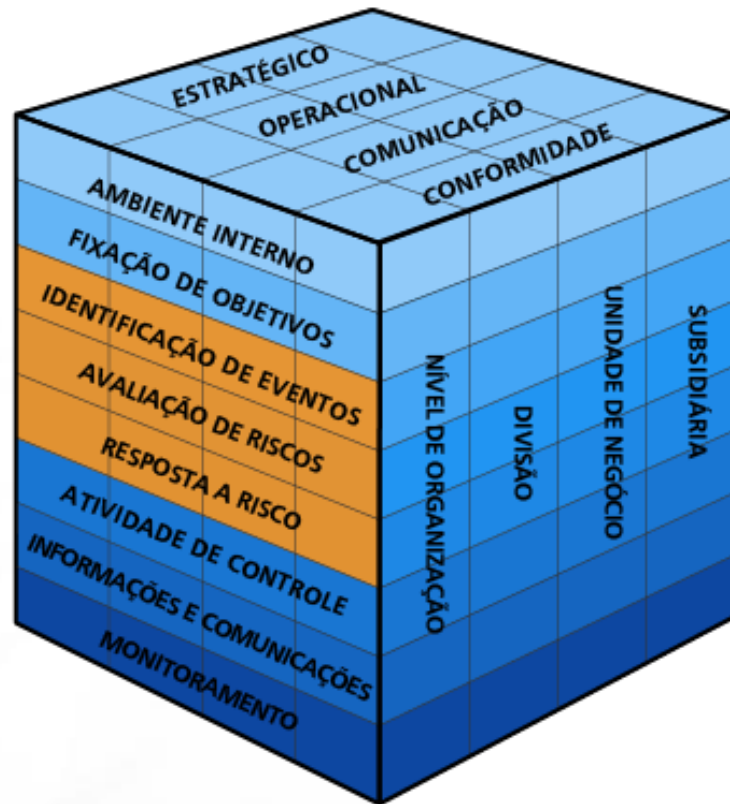 ESTRATÉGICO
OPERACIONAL
COMUNICAÇÃO
CONFORMIDADE
AMBIENTE INTERNO
FIXAÇÃO DE OBJETIVOS
IDENTIFICAÇÃO DE EVENTOS
AVALIAÇÃO DE RISCOS
RESPOSTA A RISCO
ATIVIDADE DE CONTROLE
INFORMAÇÕES E COMUNICAÇÕES
MONITORAMENTO
NÍVEL DE ORGANIZAÇÃO
DIVISÃO
UNIDADE DE NEGÓCIO
SUBSIDIÁRIA